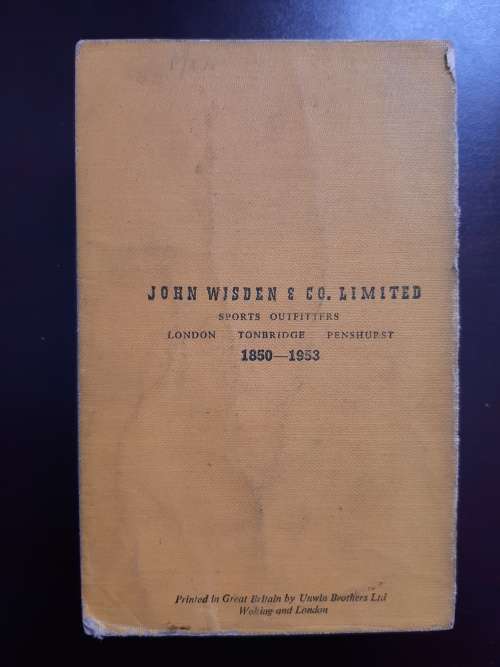 JOHN WISDEN & CO. LIMITED
SPORTS OUTFITTERS
LONDON TONBRIDGE PENSHURST
1850—1953
Printed in Great Britain by Unwin Brothers Ltd
Woking and London